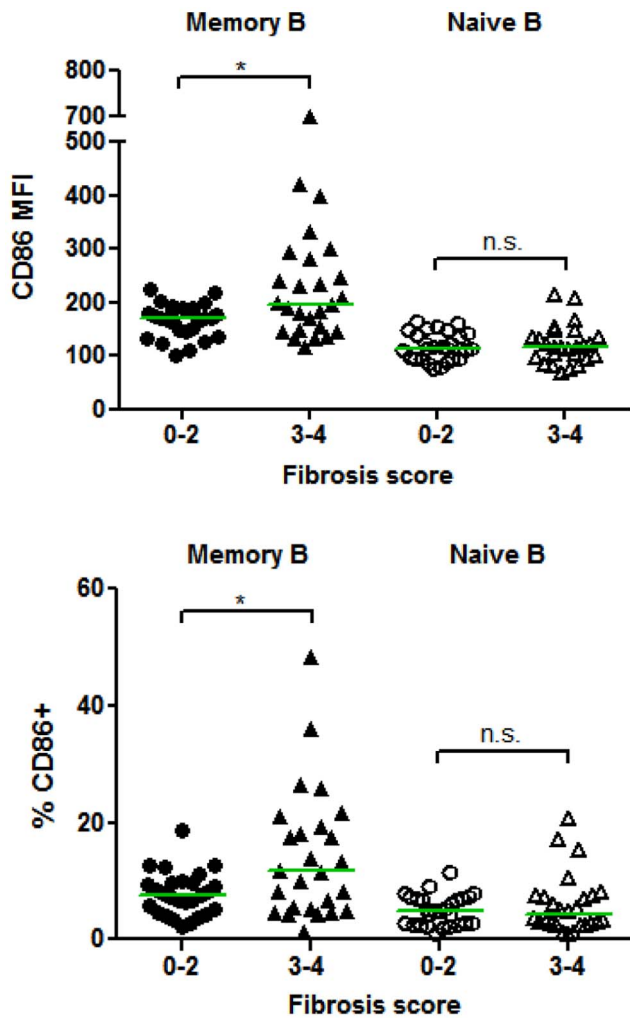 Memory B Naive B
800
*
700
500
400
n.s.
300
200
100
0
CD86 MFI
0-2 3-4 0-2 3-4
Fibrosis score
Memory B Naive B
60
*
40
n.s.
20
0
% CD86+
0-2 3-4 0-2 3-4
Fibrosis score